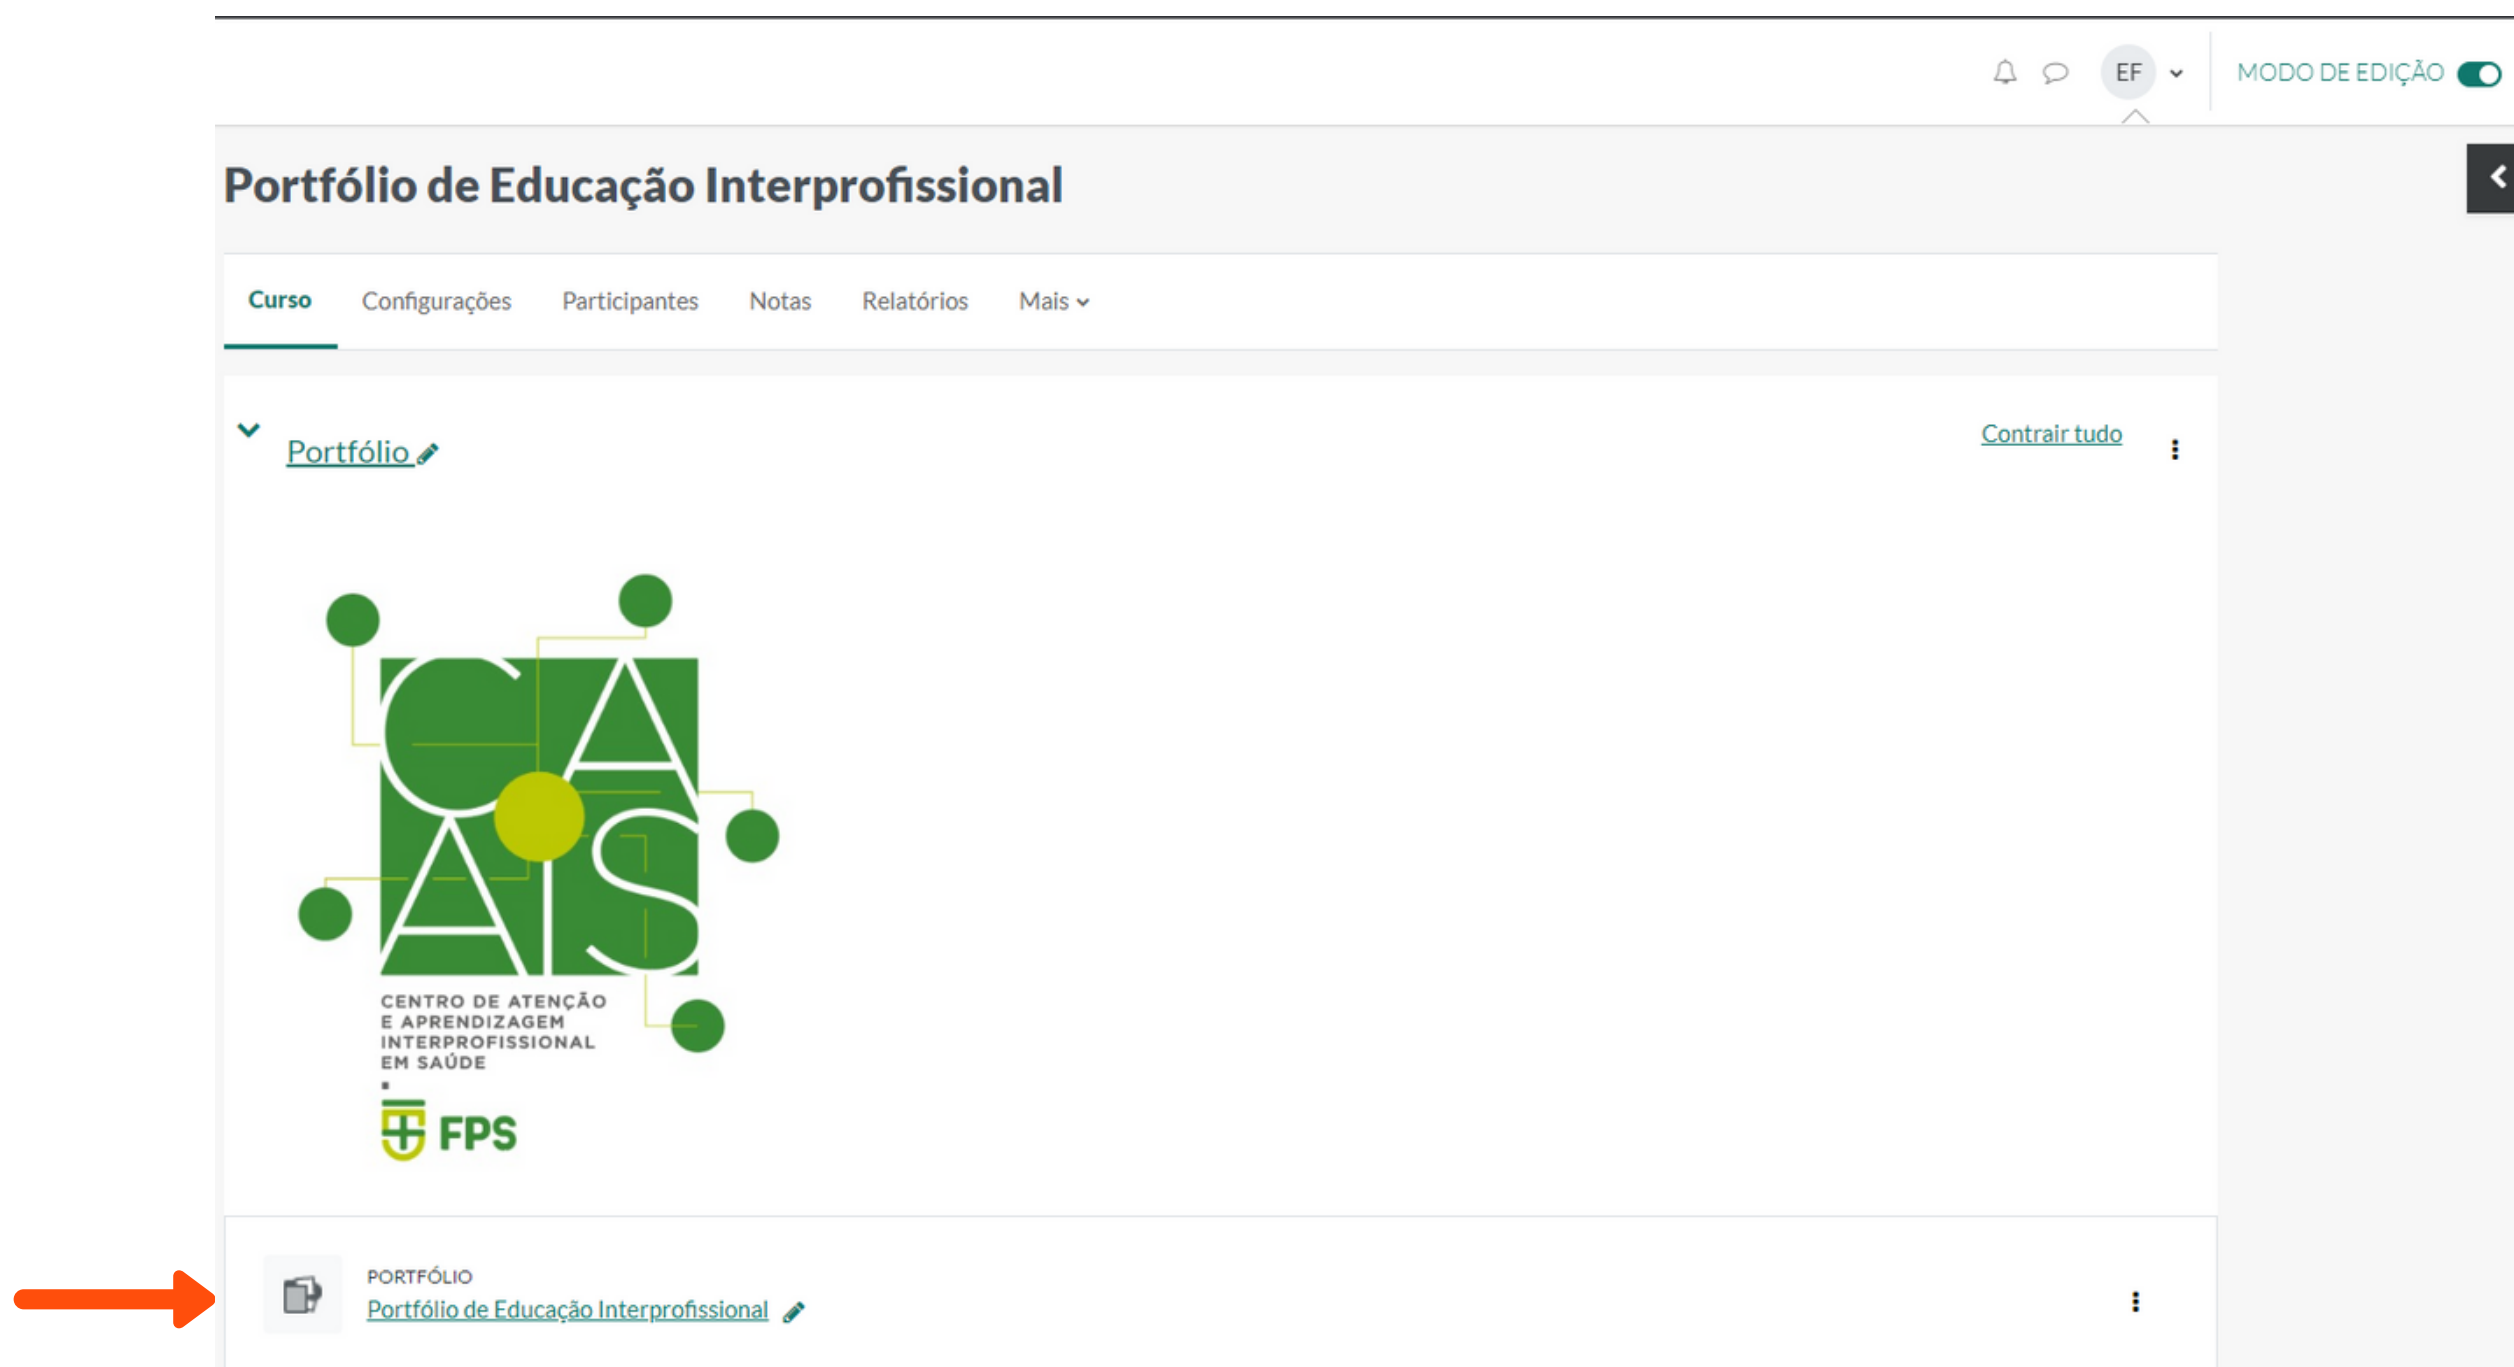 EF
MODO DE EDIÇÃO
Portfólio de Educação Interprofissional
Curso Configurações Participantes Notas Relatórios Mais
Portfólio
Contrair tudo
CA
AIS
CENTRO DE ATENÇÃO
E APRENDIZAGEM
INTERPROFISSIONAL
EM SAÚDE
FPS
PORTFÓLIO
Portfólio de Educação Interprofissional